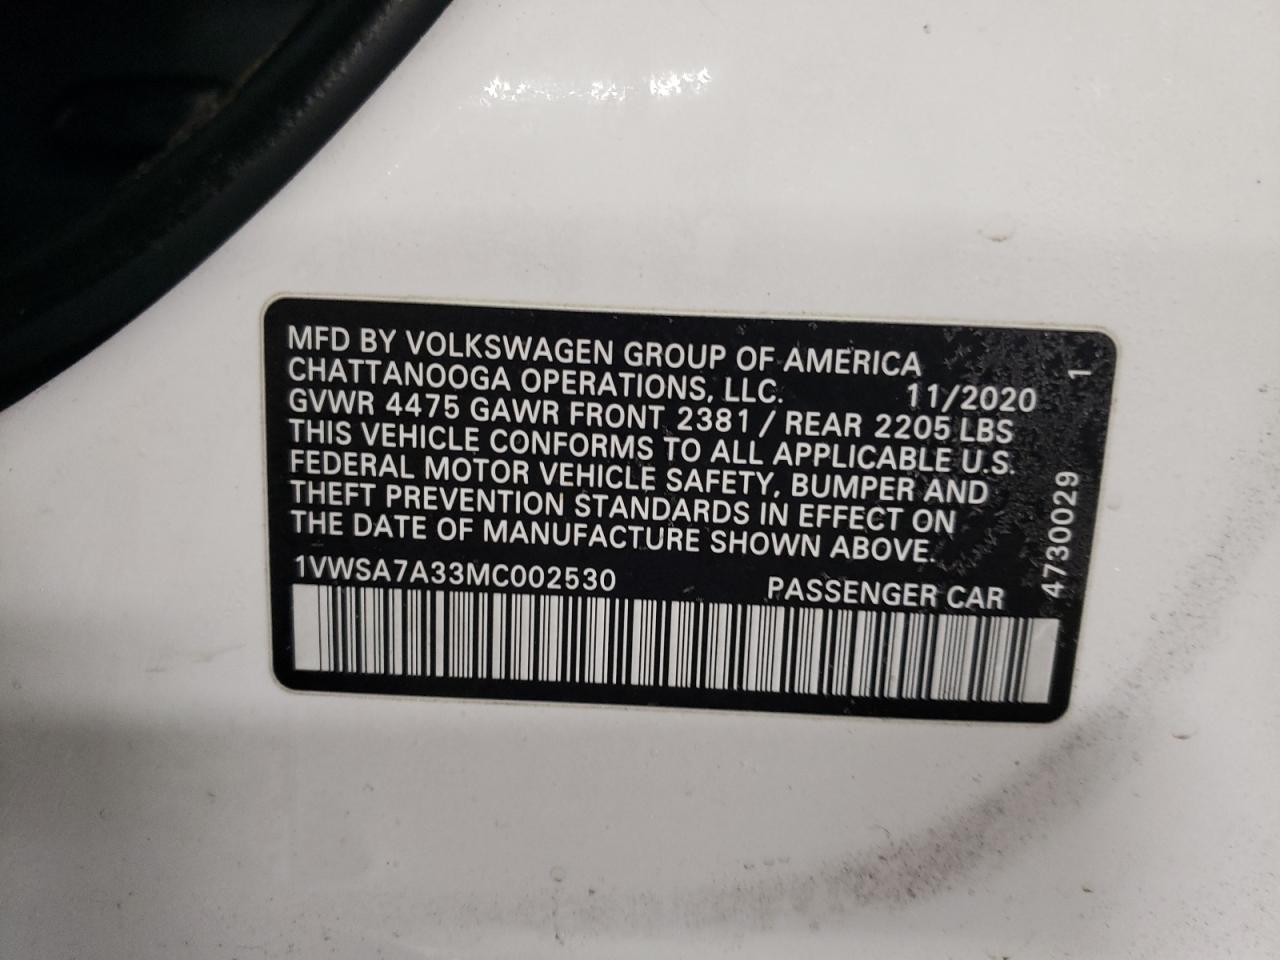 MFD BY VOLKSWAGEN GROUP OF AMERICA
CHATTANOOGA OPERATIONS, LLC. 11/2020
GVWR 4475 GAWR FRONT 2381 / REAR 2205 LBS
THIS VEHICLE CONFORMS TO ALL APPLICABLE U.S.
FEDERAL MOTOR VEHICLE SAFETY, BUMPER AND
THEFT PREVENTION STANDARDS IN EFFECT ON
THE DATE OF MANUFACTURE SHOWN ABOVE.
1VWSA7A33MC002530 PASSENGER CAR
4730029 1